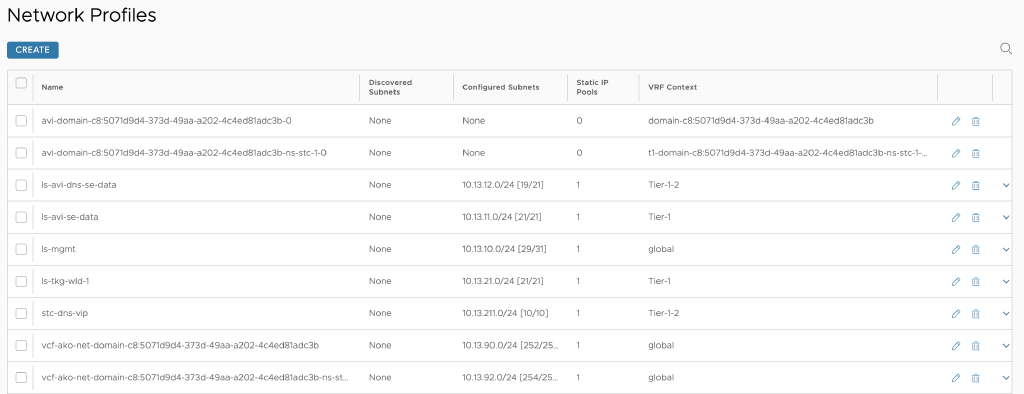 Network Profiles
CREATE
Name Discovered Subnets Configured Subnets Static IP Pools VRF Context
avi-domain-c8:5071d9d4-373d-49aa-a202-4c4ed81adc3b-0 None None 0 domain-c8:5071d9d4-373d-49aa-a202-4c4ed81adc3b
avi-domain-c8:5071d9d4-373d-49aa-a202-4c4ed81adc3b-ns-stc-1-0 None None 0 t1-domain-c8:5071d9d4-373d-49aa-a202-4c4ed81adc3b-ns-stc-1-...
ls-avi-dns-se-data None 10.13.12.0/24 [19/21] 1 Tier-1-2
ls-avi-se-data None 10.13.11.0/24 [21/21] 1 Tier-1
ls-mgmt None 10.13.10.0/24 [29/31] 1 global
ls-tkg-wld-1 None 10.13.21.0/24 [21/21] 1 Tier-1
stc-dns-vip None 10.13.211.0/24 [10/10] 1 Tier-1-2
vcf-ako-net-domain-c8:5071d9d4-373d-49aa-a202-4c4ed81adc3b None 10.13.90.0/24 [252/25... 1 global
vcf-ako-net-domain-c8:5071d9d4-373d-49aa-a202-4c4ed81adc3b-ns-st... None 10.13.92.0/24 [254/25... 1 global